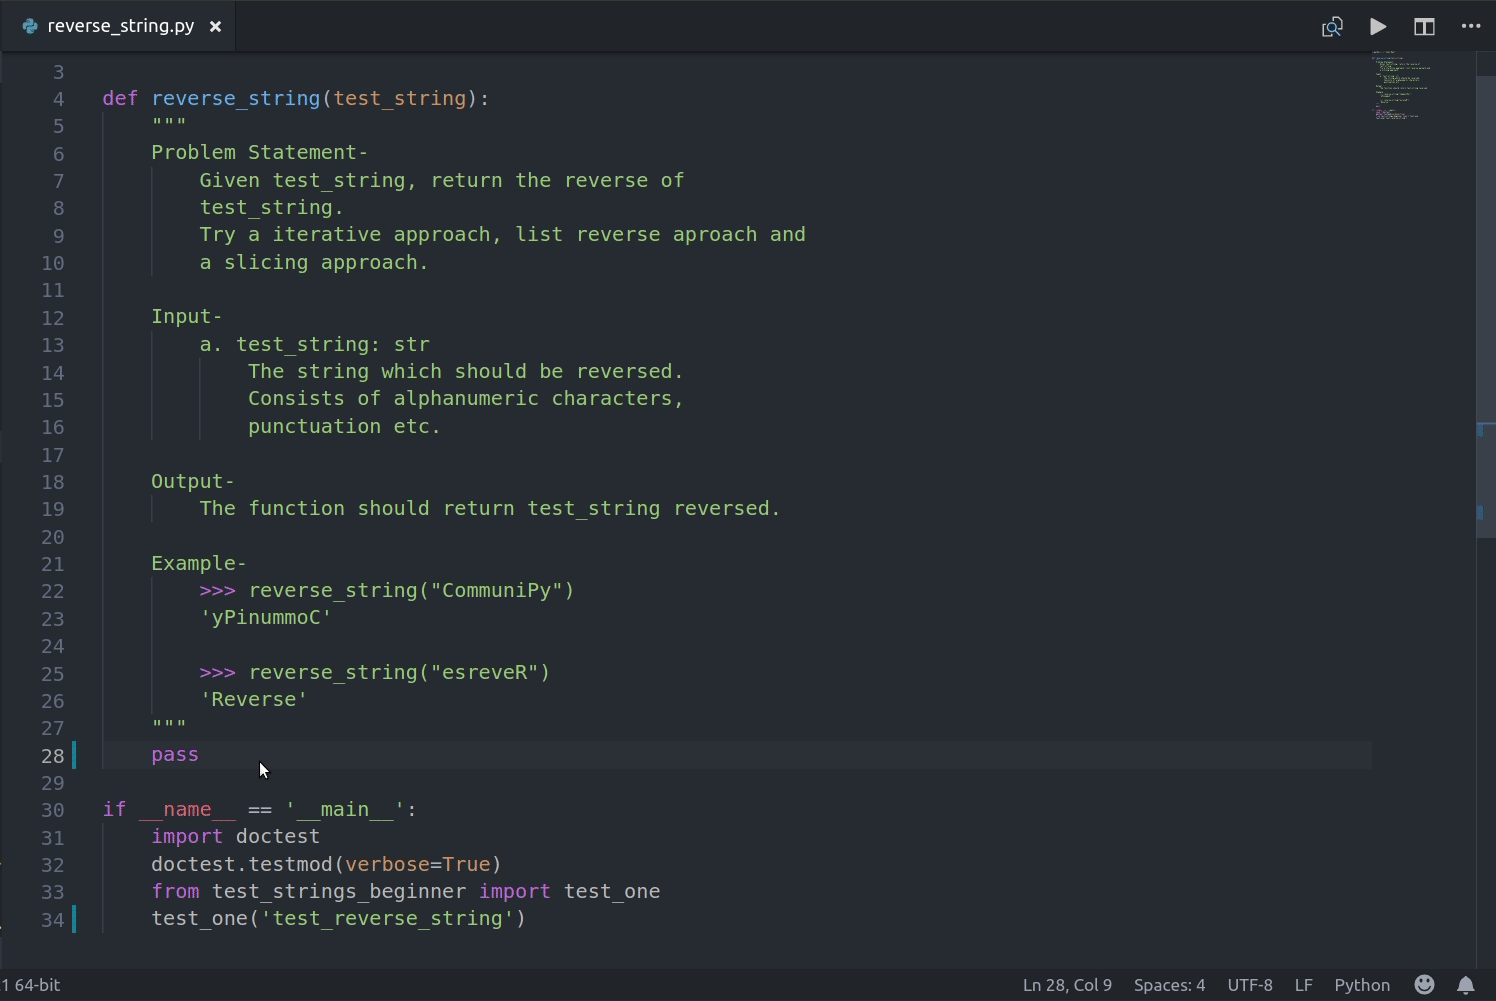 reverse_string.py ×
3
4 def reverse_string(test_string):
5 """
6 Problem Statement-
7 Given test_string, return the reverse of
8 test_string.
9 Try a iterative approach, list reverse aproach and
10 a slicing approach.
11
12 Input-
13 a. test_string: str
14 The string which should be reversed.
15 Consists of alphanumeric characters,
16 punctuation etc.
17
18 Output-
19 The function should return test_string reversed.
20
21 Example-
22 >>> reverse_string("CommuniPy")
23 'yPinummoC'
24
25 >>> reverse_string("esreveR")
26 'Reverse'
27 """
28 pass
29
30 if __name__ == '__main__':
31 import doctest
32 doctest.testmod(verbose=True)
33 from test_strings_beginner import test_one
34 test_one('test_reverse_string')
1 64-bit Ln 28, Col 9 Spaces: 4 UTF-8 LF Python